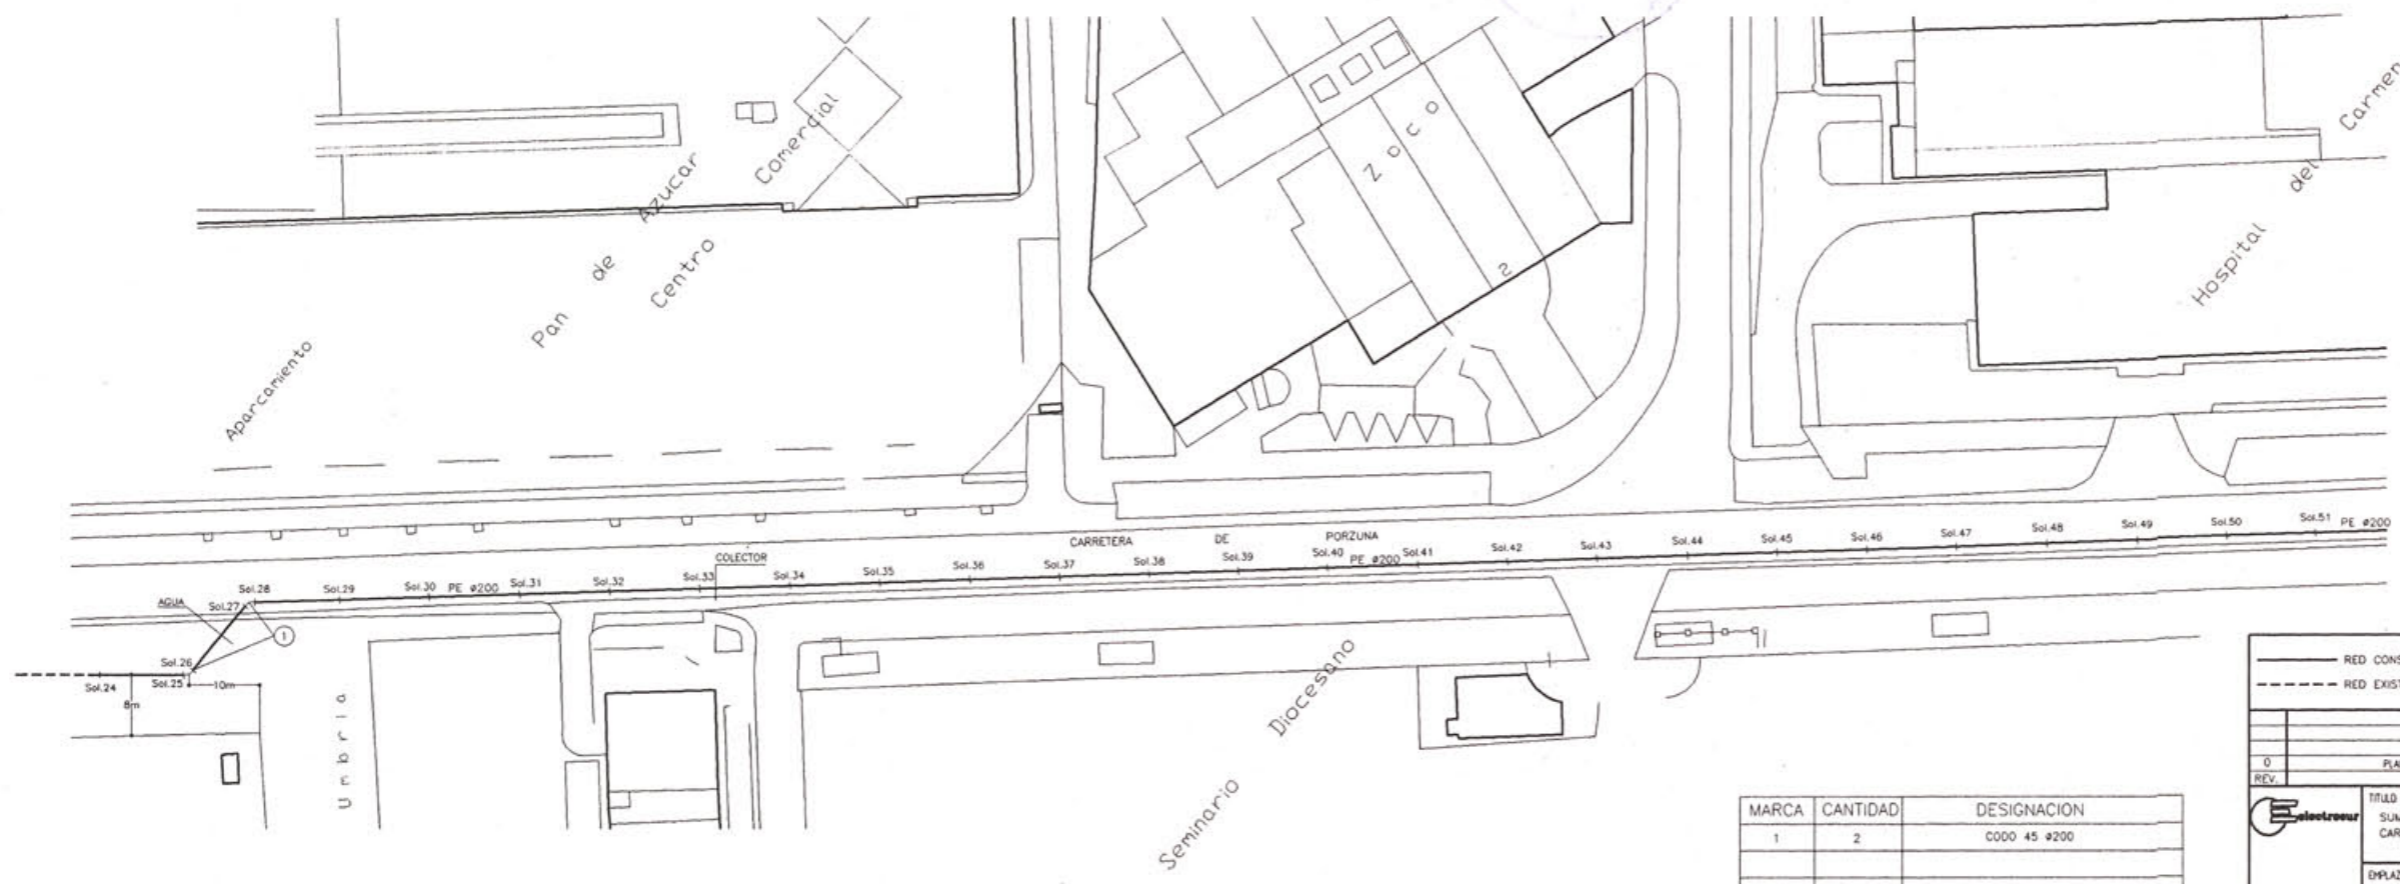 Aparcamiento
Pan de Azucar
Centro Comercial
Zoco 2
Hospital del Carmen
CARRETERA DE PORZUNA
COLECTOR
AGUA
Sol.24
Sol.25
Sol.26
Sol.27
Sol.28
Sol.29
Sol.30
PE ø200
Sol.31
Sol.32
Sol.33
Sol.34
Sol.35
Sol.36
Sol.37
Sol.38
Sol.39
Sol.40
PE ø200
Sol.41
Sol.42
Sol.43
Sol.44
Sol.45
Sol.46
Sol.47
Sol.48
Sol.49
Sol.50
Sol.51
PE ø200
1
10m
8m
Umbria
Seminario Diocesano
MARCA CANTIDAD DESIGNACION
1 2 CODO 45 ø200
RED CONS
RED EXIST
0 PLA
REV.
electrosur
TITULO
SUM
CAR
EMPLAZ